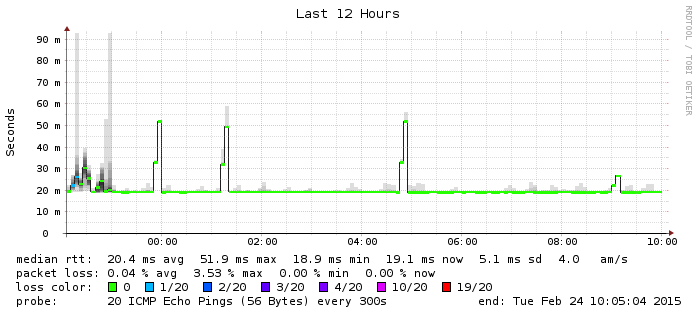 Last 12 Hours
RRDTOOL / TOBI OETIKER
Seconds
90 m
80 m
70 m
60 m
50 m
40 m
30 m
20 m
10 m
0
00:00 02:00 04:00 06:00 08:00 10:00
median rtt: 20.4 ms avg 51.9 ms max 18.9 ms min 19.1 ms now 5.1 ms sd 4.0 am/s
packet loss: 0.04 % avg 3.53 % max 0.00 % min 0.00 % now
loss color: 0 1/20 2/20 3/20 4/20 10/20 19/20
probe: 20 ICMP Echo Pings (56 Bytes) every 300s end: Tue Feb 24 10:05:04 2015